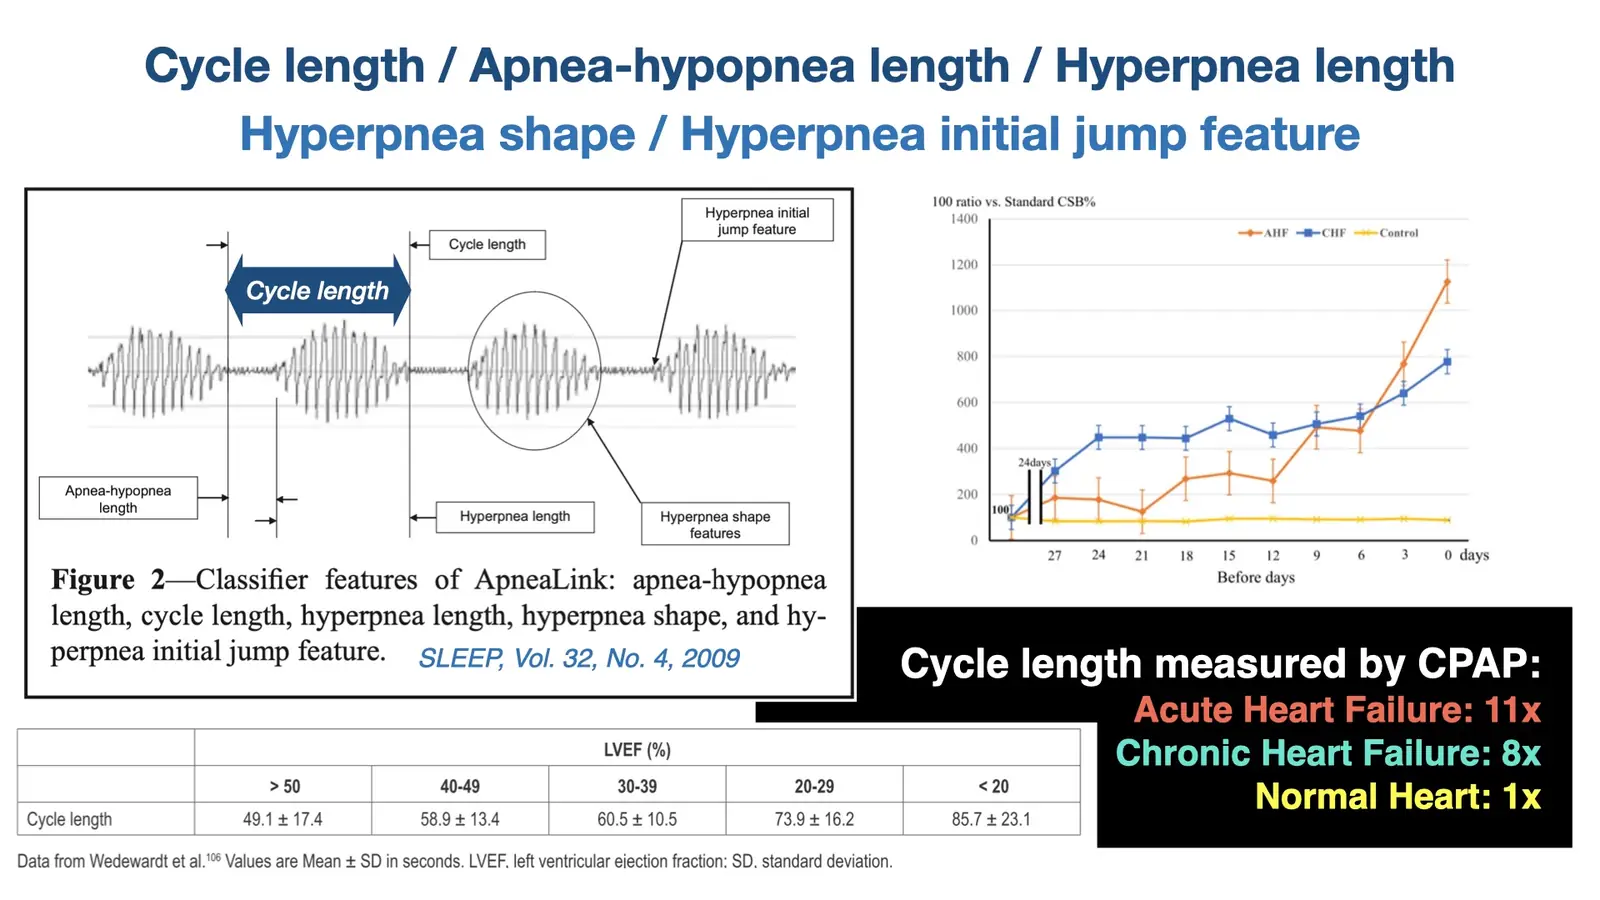 Cycle length / Apnea-hypopnea length / Hyperpnea length
Hyperpnea shape / Hyperpnea initial jump feature
Hyperpnea initial
jump feature
Cycle length
Cycle length
Apnea-hypopnea
length
Hyperpnea length
Hyperpnea shape
features
Figure 2—Classifier features of ApneaLink: apnea-hypopnea
length, cycle length, hyperpnea length, hyperpnea shape, and hy-
perpnea initial jump feature.
SLEEP, Vol. 32, No. 4, 2009
100 ratio vs. Standard CSB%
1400
AHF CHF Control
1200
1000
800
600
400
24days
200
100
0
27 24 21 18 15 12 9 6 3 0 days
Before days
Cycle length measured by CPAP:
Acute Heart Failure: 11x
Chronic Heart Failure: 8x
Normal Heart: 1x
LVEF (%)
> 50 40-49 30-39 20-29 < 20
Cycle length 49.1 ± 17.4 58.9 ± 13.4 60.5 ± 10.5 73.9 ± 16.2 85.7 ± 23.1
Data from Wedewardt et al.106 Values are Mean ± SD in seconds. LVEF, left ventricular ejection fraction; SD, standard deviation.